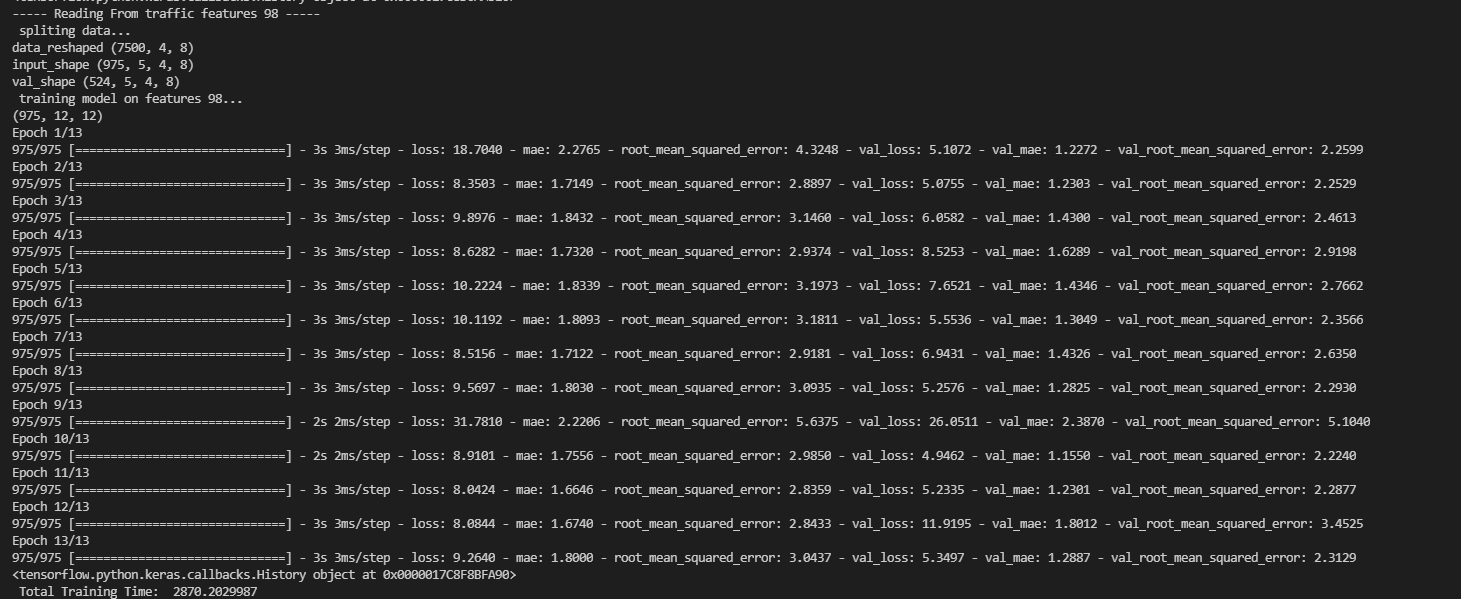 ----- Reading From traffic features 98 -----
 spliting data...
data_reshaped (7500, 4, 8)
input_shape (975, 5, 4, 8)
val_shape (524, 5, 4, 8)
 training model on features 98...
(975, 12, 12)
Epoch 1/13
975/975 [==============================] - 3s 3ms/step - loss: 18.7040 - mae: 2.2765 - root_mean_squared_error: 4.3248 - val_loss: 5.1072 - val_mae: 1.2272 - val_root_mean_squared_error: 2.2599
Epoch 2/13
975/975 [==============================] - 3s 3ms/step - loss: 8.3503 - mae: 1.7149 - root_mean_squared_error: 2.8897 - val_loss: 5.0755 - val_mae: 1.2303 - val_root_mean_squared_error: 2.2529
Epoch 3/13
975/975 [==============================] - 3s 3ms/step - loss: 9.8976 - mae: 1.8432 - root_mean_squared_error: 3.1460 - val_loss: 6.0582 - val_mae: 1.4300 - val_root_mean_squared_error: 2.4613
Epoch 4/13
975/975 [==============================] - 3s 3ms/step - loss: 8.6282 - mae: 1.7320 - root_mean_squared_error: 2.9374 - val_loss: 8.5253 - val_mae: 1.6289 - val_root_mean_squared_error: 2.9198
Epoch 5/13
975/975 [==============================] - 3s 3ms/step - loss: 10.2224 - mae: 1.8339 - root_mean_squared_error: 3.1973 - val_loss: 7.6521 - val_mae: 1.4346 - val_root_mean_squared_error: 2.7662
Epoch 6/13
975/975 [==============================] - 3s 3ms/step - loss: 10.1192 - mae: 1.8093 - root_mean_squared_error: 3.1811 - val_loss: 5.5536 - val_mae: 1.3049 - val_root_mean_squared_error: 2.3566
Epoch 7/13
975/975 [==============================] - 3s 3ms/step - loss: 8.5156 - mae: 1.7122 - root_mean_squared_error: 2.9181 - val_loss: 6.9431 - val_mae: 1.4326 - val_root_mean_squared_error: 2.6350
Epoch 8/13
975/975 [==============================] - 3s 3ms/step - loss: 9.5697 - mae: 1.8030 - root_mean_squared_error: 3.0935 - val_loss: 5.2576 - val_mae: 1.2825 - val_root_mean_squared_error: 2.2930
Epoch 9/13
975/975 [==============================] - 2s 2ms/step - loss: 31.7810 - mae: 2.2206 - root_mean_squared_error: 5.6375 - val_loss: 26.0511 - val_mae: 2.3870 - val_root_mean_squared_error: 5.1040
Epoch 10/13
975/975 [==============================] - 2s 2ms/step - loss: 8.9101 - mae: 1.7556 - root_mean_squared_error: 2.9850 - val_loss: 4.9462 - val_mae: 1.1550 - val_root_mean_squared_error: 2.2240
Epoch 11/13
975/975 [==============================] - 3s 3ms/step - loss: 8.0424 - mae: 1.6646 - root_mean_squared_error: 2.8359 - val_loss: 5.2335 - val_mae: 1.2301 - val_root_mean_squared_error: 2.2877
Epoch 12/13
975/975 [==============================] - 3s 3ms/step - loss: 8.0844 - mae: 1.6740 - root_mean_squared_error: 2.8433 - val_loss: 11.9195 - val_mae: 1.8012 - val_root_mean_squared_error: 3.4525
Epoch 13/13
975/975 [==============================] - 3s 3ms/step - loss: 9.2640 - mae: 1.8000 - root_mean_squared_error: 3.0437 - val_loss: 5.3497 - val_mae: 1.2887 - val_root_mean_squared_error: 2.3129
<tensorflow.python.keras.callbacks.History object at 0x0000017C8F8BFA90>
 Total Training Time:  2870.2029987